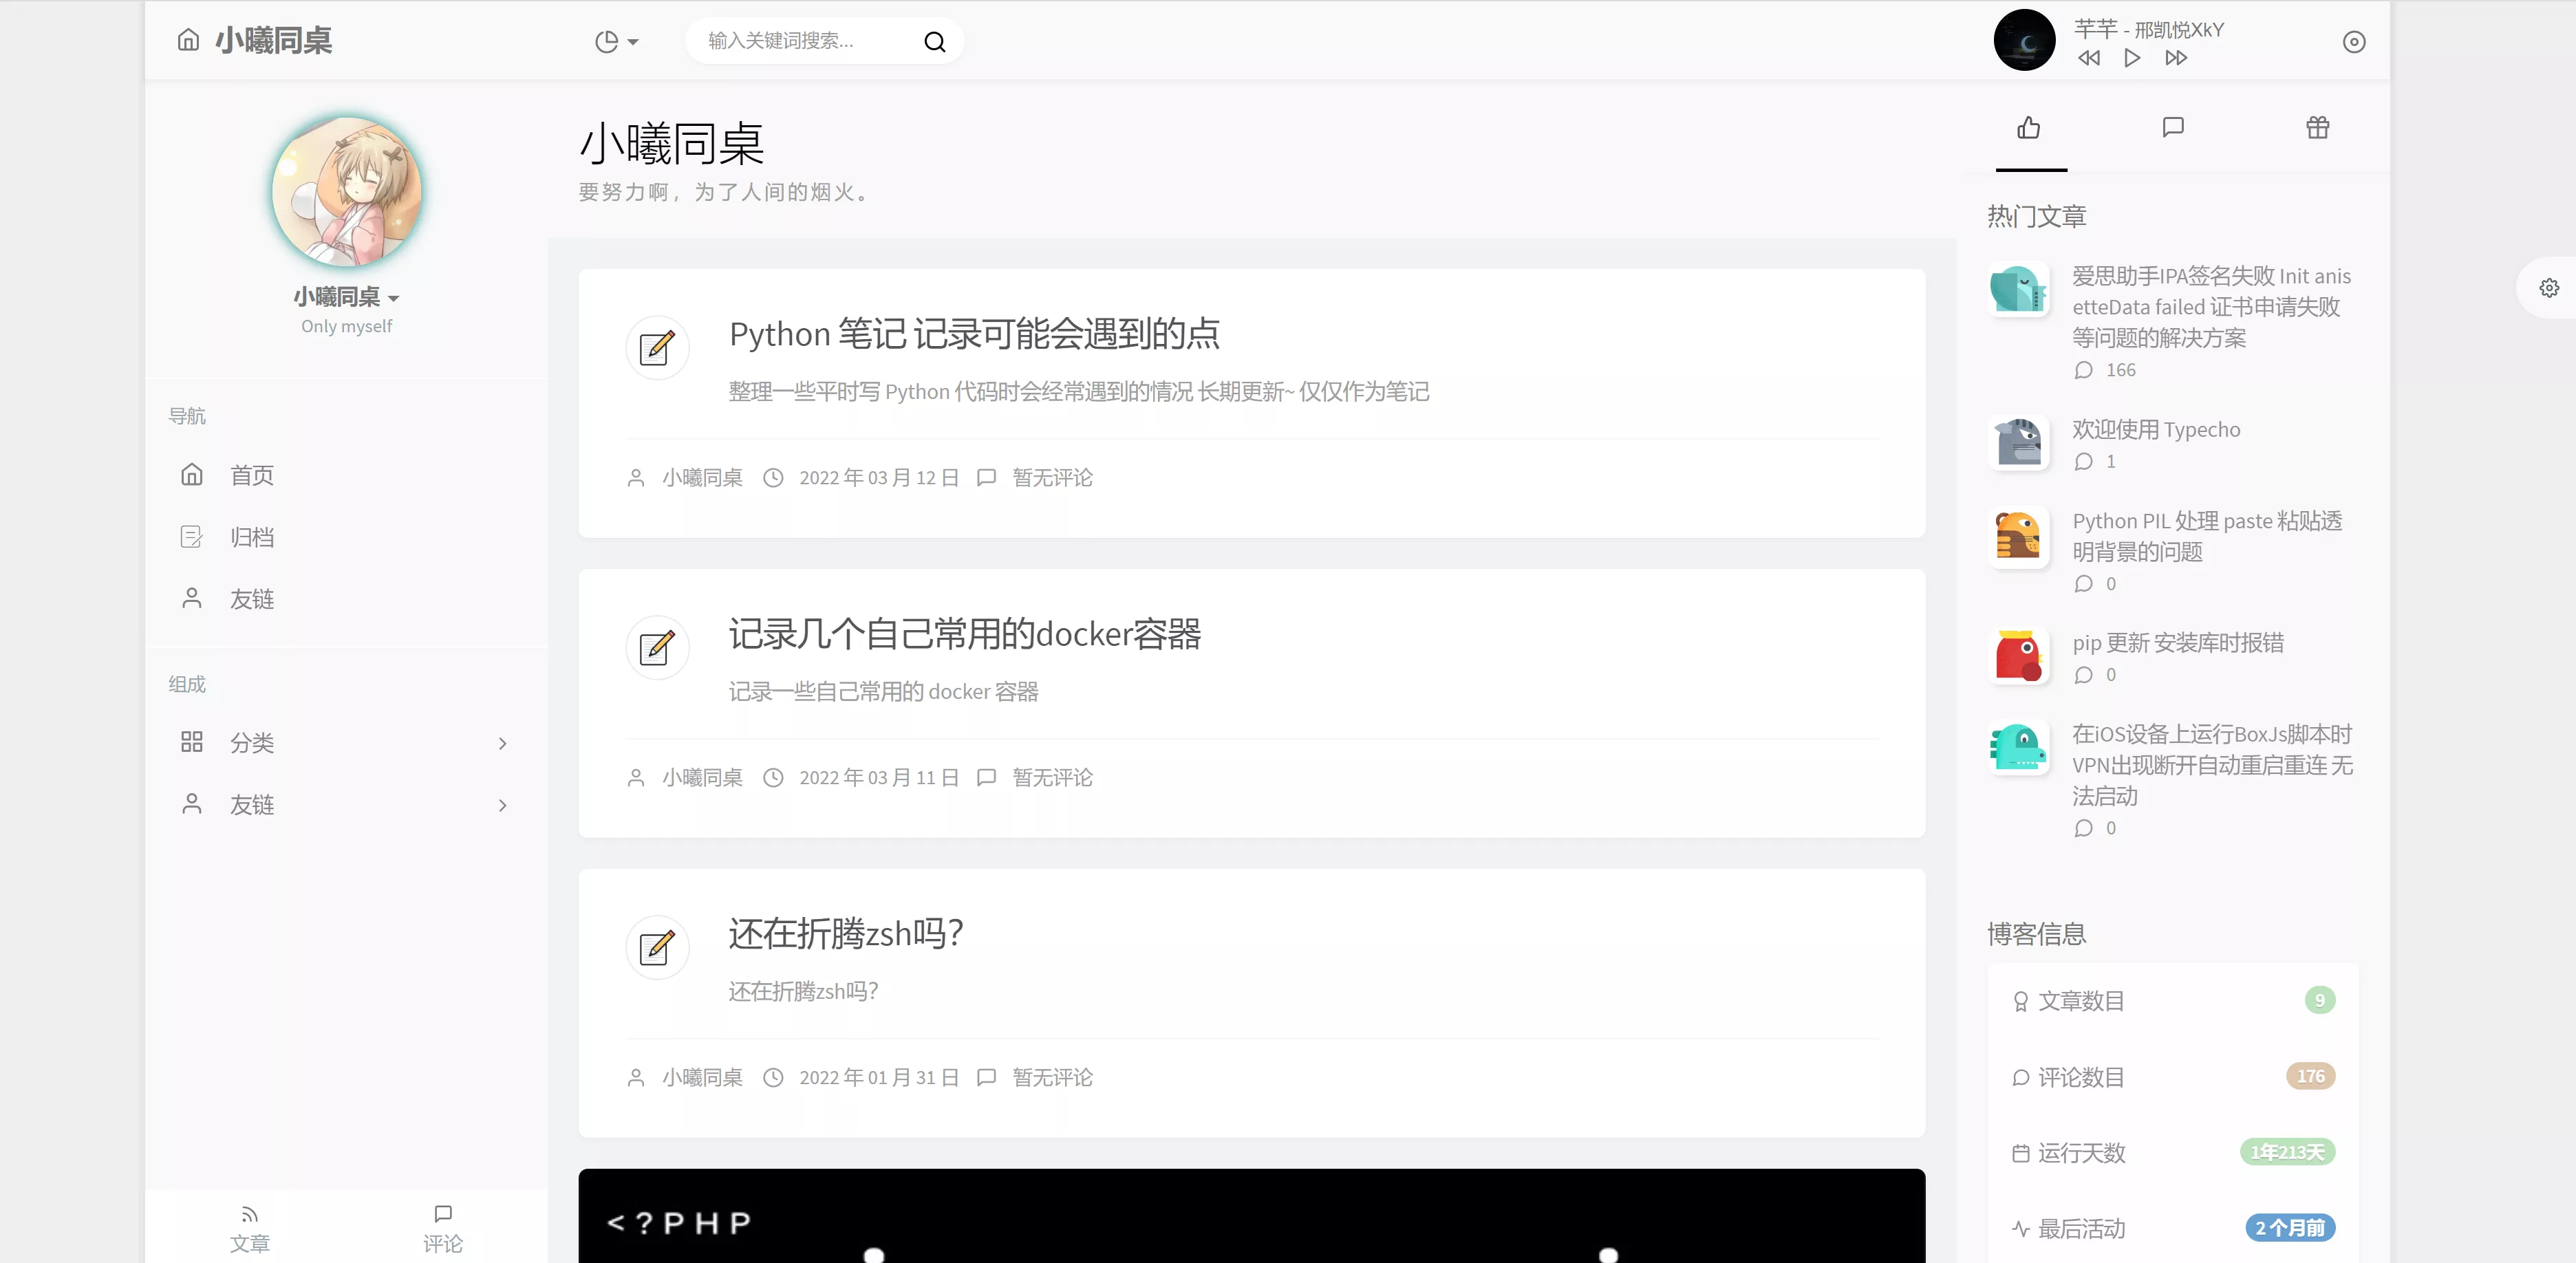 小曦同桌
输入关键词搜索...
芊芊 - 邢凯悦XkY
小曦同桌
Only myself
导航
首页
归档
友链
组成
分类
友链
文章
评论
小曦同桌
要努力啊，为了人间的烟火。
Python 笔记 记录可能会遇到的点
整理一些平时写 Python 代码时会经常遇到的情况 长期更新~ 仅仅作为笔记
小曦同桌 2022 年 03 月 12 日 暂无评论
记录几个自己常用的docker容器
记录一些自己常用的 docker 容器
小曦同桌 2022 年 03 月 11 日 暂无评论
还在折腾zsh吗？
还在折腾zsh吗？
小曦同桌 2022 年 01 月 31 日 暂无评论
<?PHP
热门文章
爱思助手IPA签名失败 Init anis
etteData failed 证书申请失败
等问题的解决方案
166
欢迎使用 Typecho
1
Python PIL 处理 paste 粘贴透
明背景的问题
0
pip 更新 安装库时报错
0
在iOS设备上运行BoxJs脚本时
VPN出现断开自动重启重连 无
法启动
0
博客信息
文章数目 9
评论数目 176
运行天数 1年213天
最后活动 2 个月前